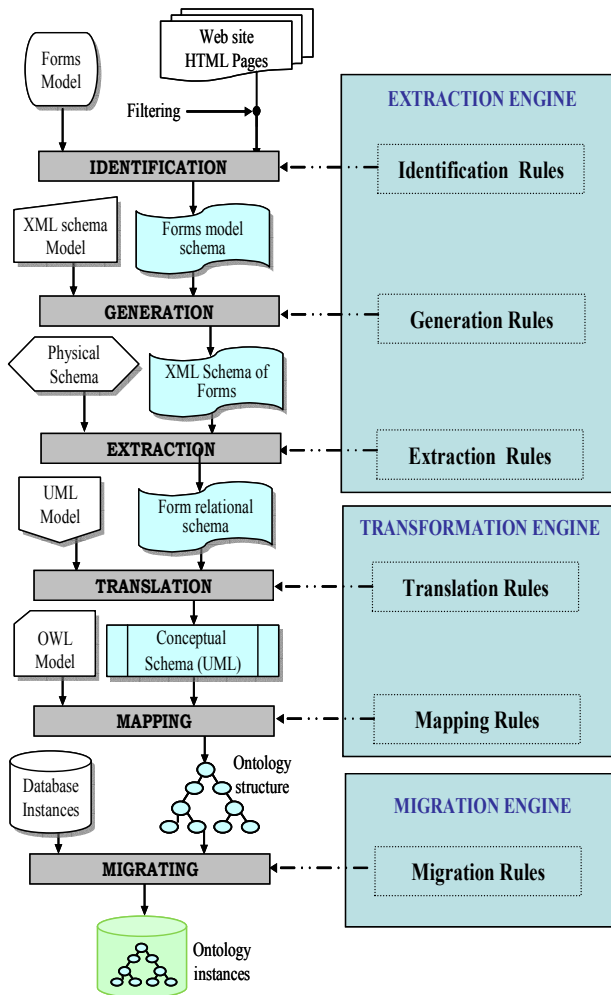 Web site
HTML Pages
Forms
Model
Filtering
EXTRACTION ENGINE
IDENTIFICATION
Identification Rules
XML schema
Model
Forms model
schema
GENERATION
Generation Rules
Physical
Schema
XML Schema of
Forms
EXTRACTION
Extraction Rules
UML
Model
Form relational
schema
TRANSFORMATION ENGINE
TRANSLATION
Translation Rules
OWL
Model
Conceptual
Schema (UML)
MAPPING
Mapping Rules
Database
Instances
Ontology
structure
MIGRATION ENGINE
MIGRATING
Migration Rules
Ontology
instances